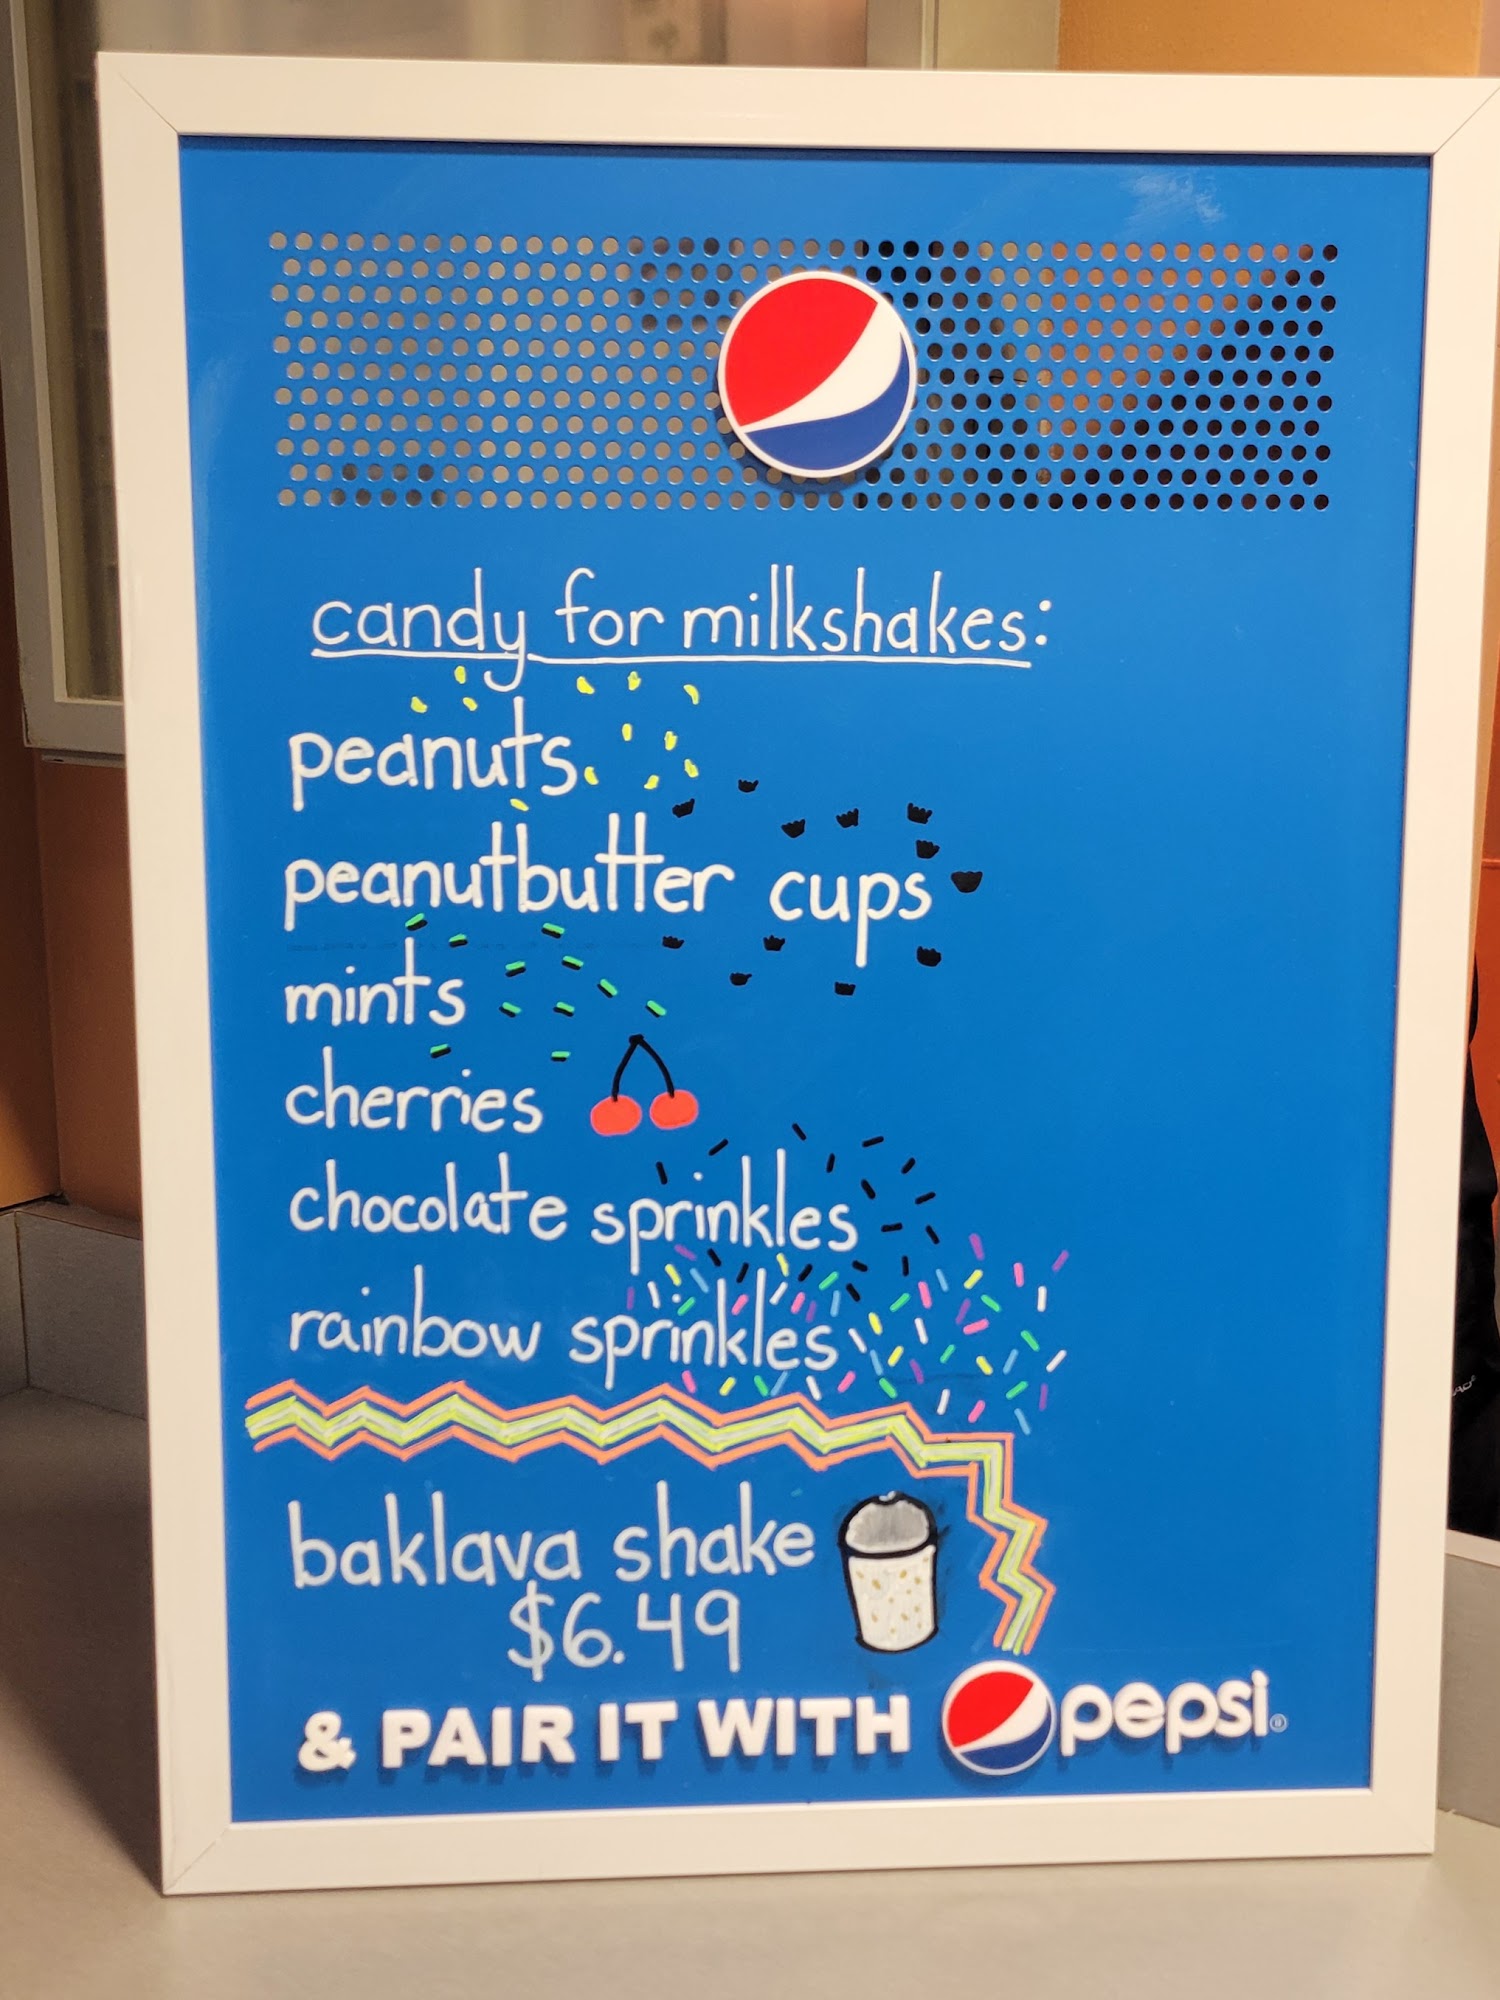 candy for milkshakes:
peanuts
peanutbutter cups
mints
cherries
chocolate sprinkles
rainbow sprinkles
baklava shake
$6.49
& PAIR IT WITH pepsi®